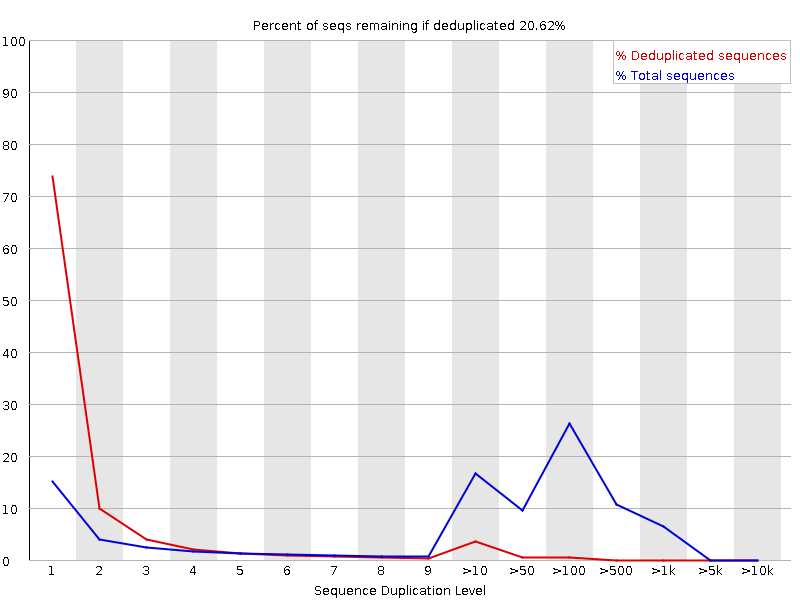 Percent of seqs remaining if deduplicated 20.62%
% Deduplicated sequences
% Total sequences
100
90
80
70
60
50
40
30
20
10
0
1 2 3 4 5 6 7 8 9 >10 >50 >100 >500 >1k >5k >10k
Sequence Duplication Level